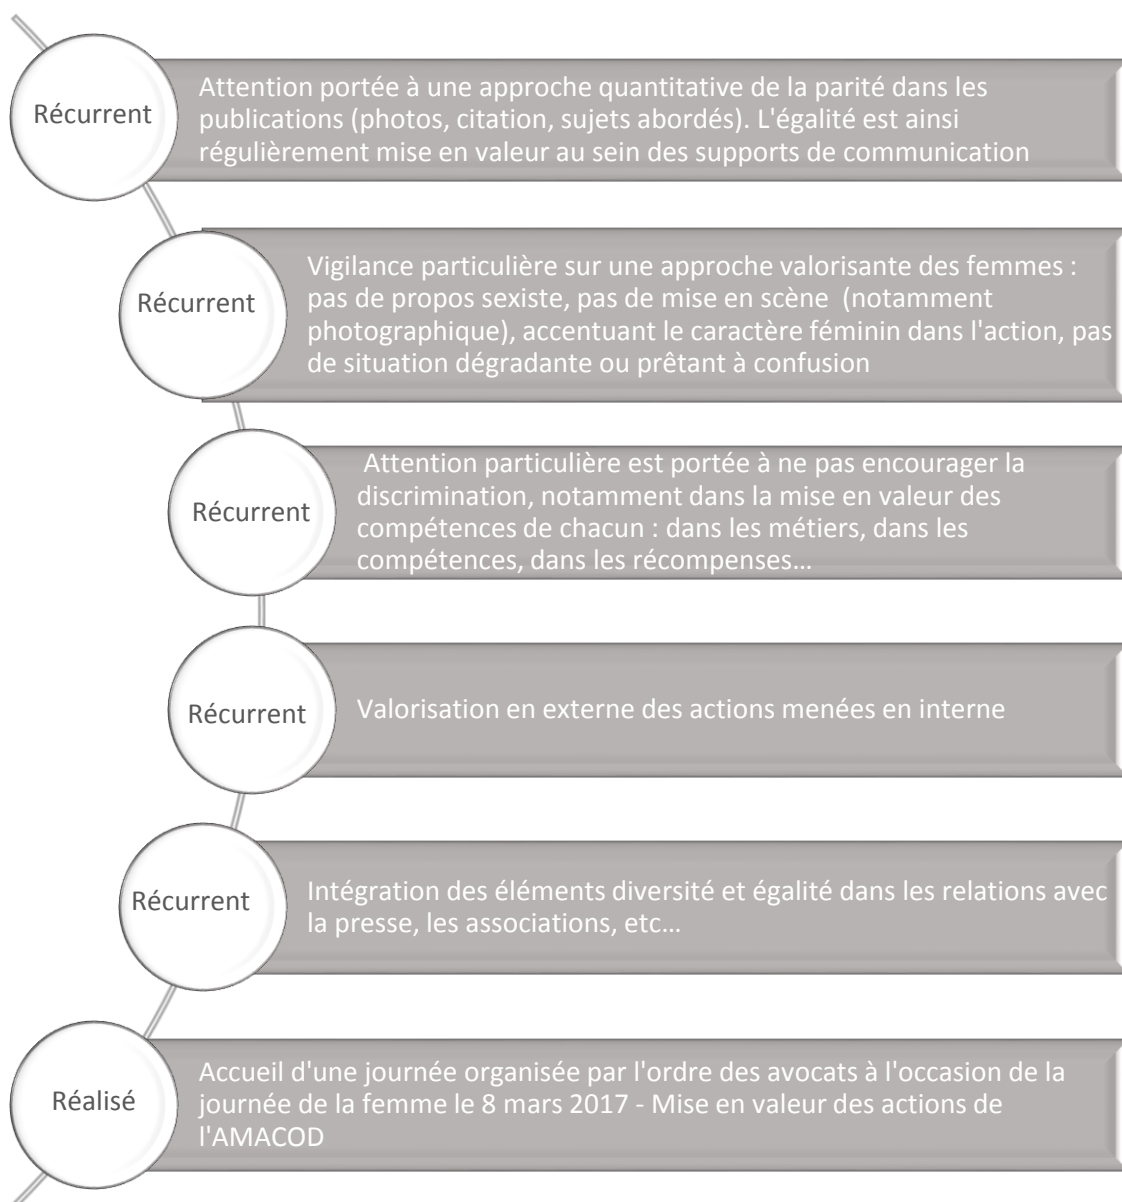 Récurrent
Attention portée à une approche quantitative de la parité dans les
publications (photos, citation, sujets abordés). L'égalité est ainsi
régulièrement mise en valeur au sein des supports de communication
Récurrent
Vigilance particulière sur une approche valorisante des femmes :
pas de propos sexiste, pas de mise en scène (notamment
photographique), accentuant le caractère féminin dans l'action, pas
de situation dégradante ou prêtant à confusion
Récurrent
Attention particulière est portée à ne pas encourager la
discrimination, notamment dans la mise en valeur des
compétences de chacun : dans les métiers, dans les
compétences, dans les récompenses…
Récurrent
Valorisation en externe des actions menées en interne
Récurrent
Intégration des éléments diversité et égalité dans les relations avec
la presse, les associations, etc…
Réalisé
Accueil d'une journée organisée par l'ordre des avocats à l'occasion de la
journée de la femme le 8 mars 2017 - Mise en valeur des actions de
l'AMACOD